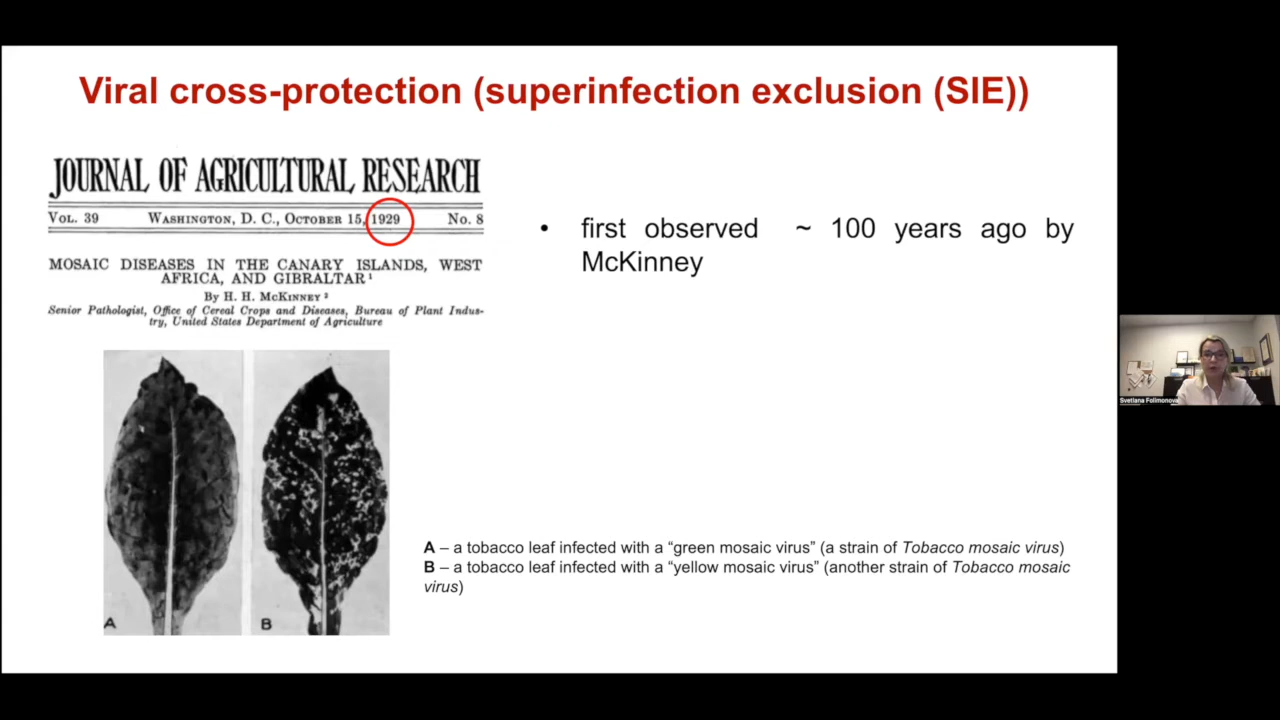 Viral cross-protection (superinfection exclusion (SIE))
JOURNAL OF AGRICULTURAL RESEARCH
VOL. 39 WASHINGTON, D. C., OCTOBER 15, 1929 No. 8
MOSAIC DISEASES IN THE CANARY ISLANDS, WEST
AFRICA, AND GIBRALTAR¹
By H. H. MCKINNEY²
Senior Pathologist, Office of Cereal Crops and Diseases, Bureau of Plant Indus-
try, United States Department of Agriculture
• first observed ~ 100 years ago by
McKinney
A B
A – a tobacco leaf infected with a “green mosaic virus” (a strain of Tobacco mosaic virus)
B – a tobacco leaf infected with a “yellow mosaic virus” (another strain of Tobacco mosaic
virus)
Svetlana Folimonova